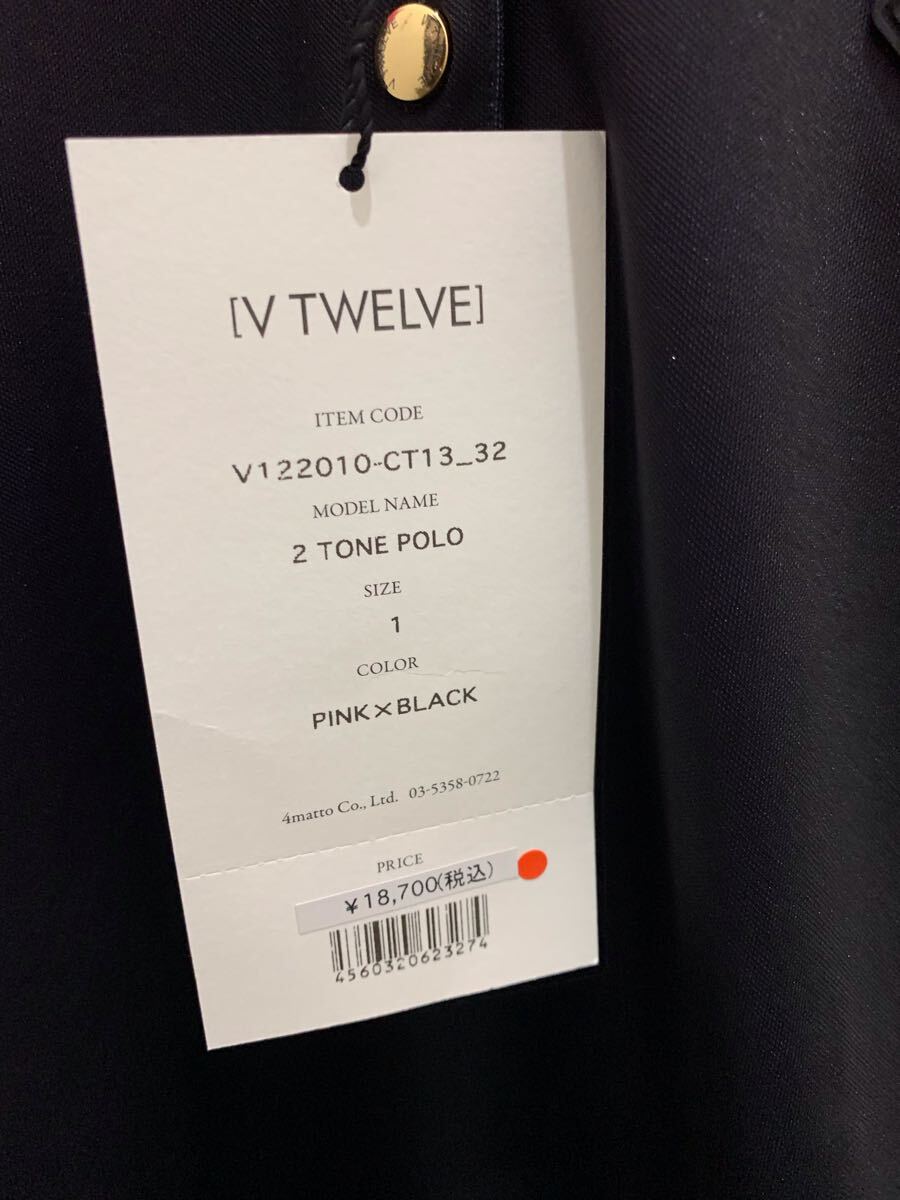 [V TWELVE]
ITEM CODE
V122010-CT13_32
MODEL NAME
2 TONE POLO
SIZE
1
COLOR
PINK×BLACK
4matto Co., Ltd. 03-5358-0722
PRICE
¥18,700(税込)
4560320623274